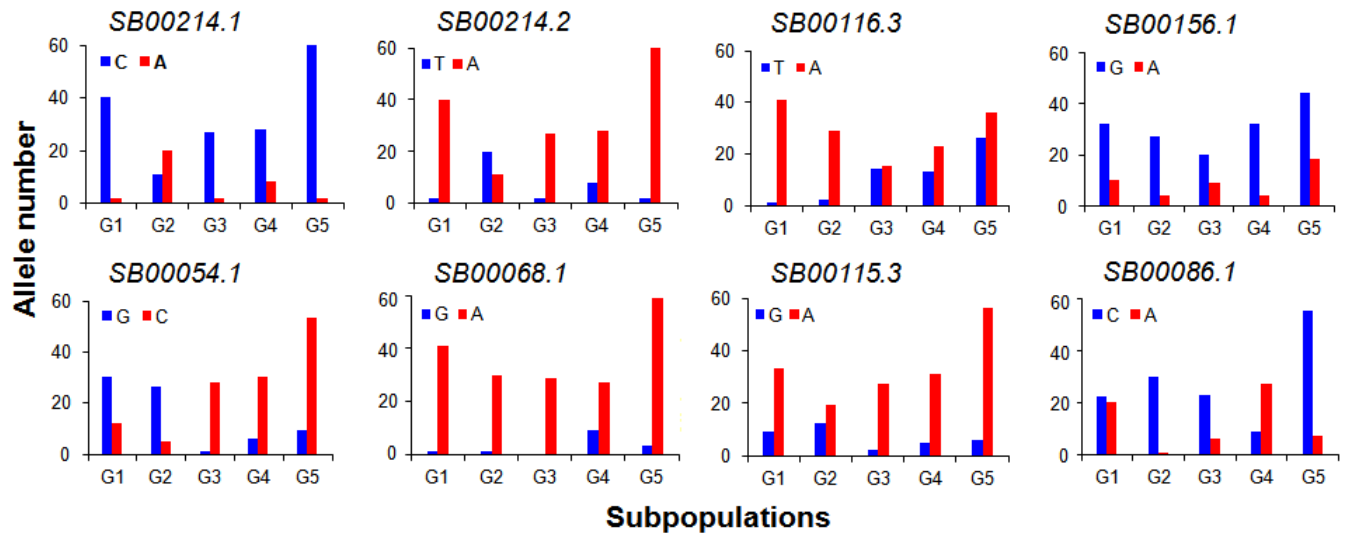 SB00214.1
SB00214.2
SB00116.3
SB00156.1
60
40
20
0
C A
G1 G2 G3 G4 G5
60
40
20
0
T A
G1 G2 G3 G4 G5
60
40
20
0
T A
G1 G2 G3 G4 G5
60
40
20
0
G A
G1 G2 G3 G4 G5
Allele number
SB00054.1
SB00068.1
SB00115.3
SB00086.1
60
40
20
0
G C
G1 G2 G3 G4 G5
60
40
20
0
G A
G1 G2 G3 G4 G5
60
40
20
0
G A
G1 G2 G3 G4 G5
60
40
20
0
C A
G1 G2 G3 G4 G5
Subpopulations